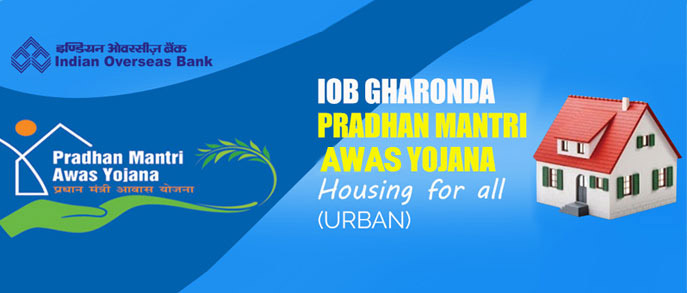 इण्डियन ओवरसीज़ बैंक
Indian Overseas Bank
Pradhan Mantri
Awas Yojana
प्रधान मंत्री आवास योजना
IOB GHARONDA
PRADHAN MANTRI
AWAS YOJANA
Housing for all
(URBAN)